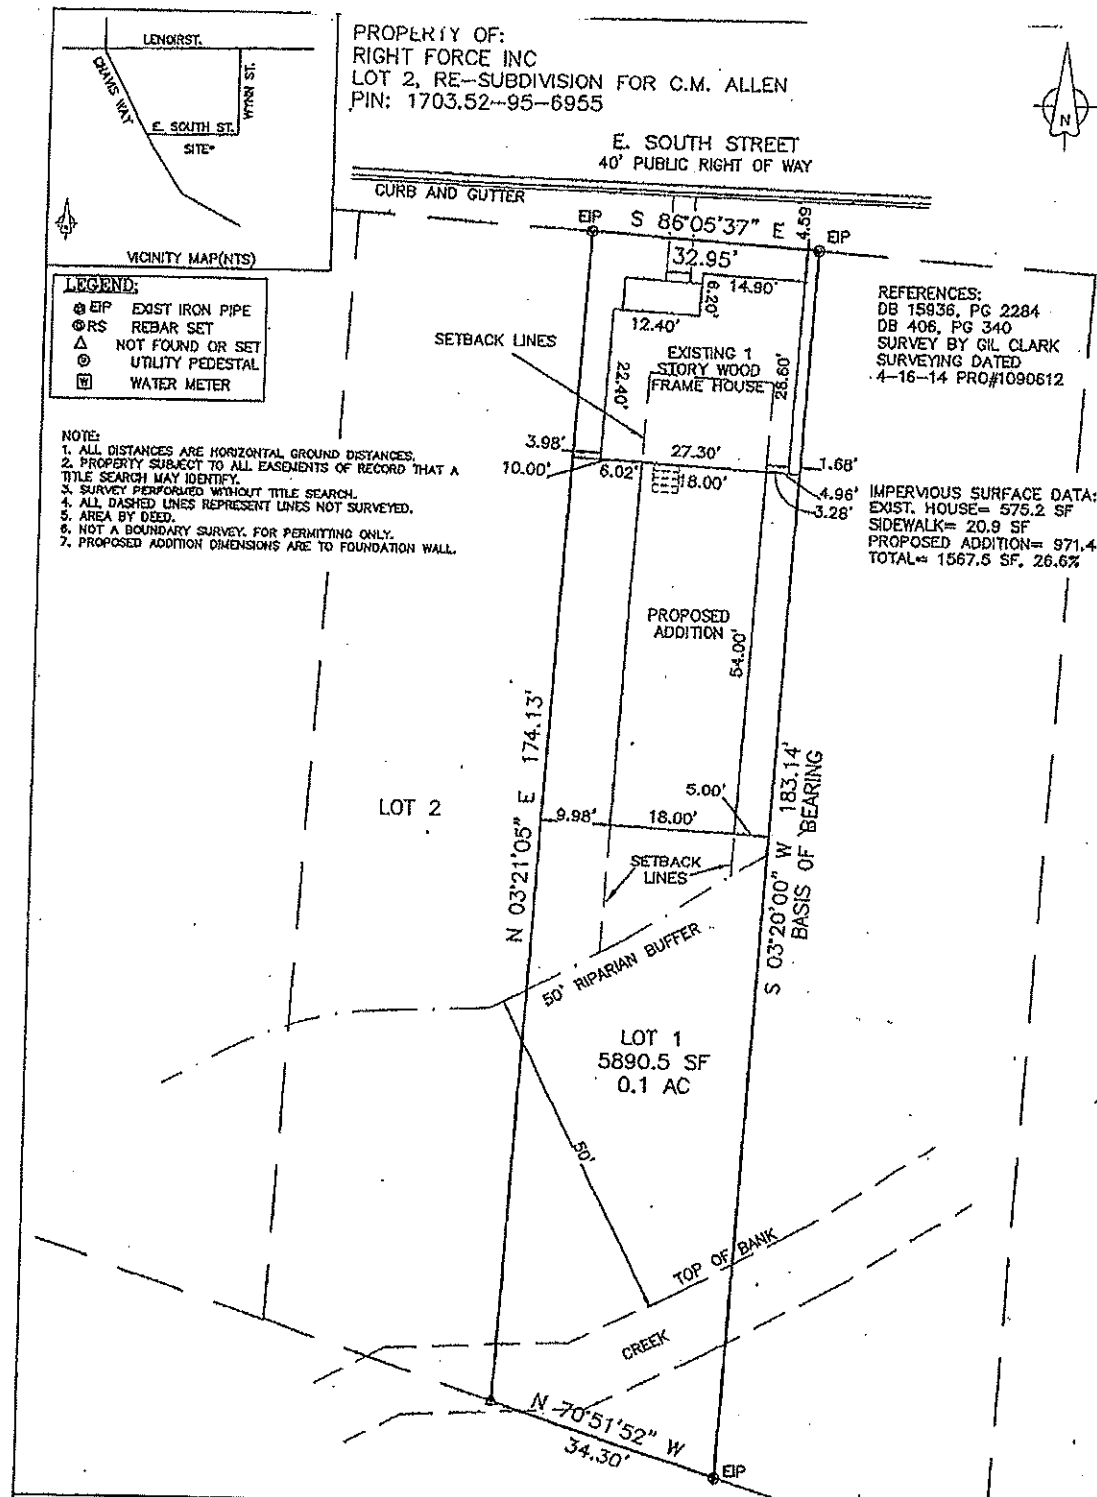 LENOIRST.
CHAVIS WAY
WYNN ST.
E. SOUTH ST.
SITE
N
VICINITY MAP(NTS)
PROPERTY OF:
RIGHT FORCE INC
LOT 2, RE-SUBDIVISION FOR C.M. ALLEN
PIN: 1703.52--95-6955
N
E. SOUTH STREET
40' PUBLIC RIGHT OF WAY
CURB AND GUTTER
EIP
S 86°05'37" E
4.59
EIP
32.95'
LEGEND:
EIP EXIST IRON PIPE
RS REBAR SET
NOT FOUND OR SET
UTILITY PEDESTAL
W WATER METER
REFERENCES:
DB 15936, PG 2284
DB 406, PG 340
SURVEY BY GIL CLARK
SURVEYING DATED
4-16-14 PRO#1090612
14.90'
6.20'
12.40'
SETBACK LINES
EXISTING 1
STORY WOOD
FRAME HOUSE
22.40'
28.60'
NOTE:
1. ALL DISTANCES ARE HORIZONTAL GROUND DISTANCES.
2. PROPERTY SUBJECT TO ALL EASEMENTS OF RECORD THAT A
TITLE SEARCH MAY IDENTIFY.
3. SURVEY PERFORMED WITHOUT TITLE SEARCH.
4. ALL DASHED LINES REPRESENT LINES NOT SURVEYED.
5. AREA BY DEED.
6. NOT A BOUNDARY SURVEY. FOR PERMITTING ONLY.
7. PROPOSED ADDITION DIMENSIONS ARE TO FOUNDATION WALL.
3.98'
10.00'
27.30'
6.02'
18.00'
1.68'
4.96'
3.28'
IMPERVIOUS SURFACE DATA:
EXIST. HOUSE= 575.2 SF
SIDEWALK= 20.9 SF
PROPOSED ADDITION= 971.4
TOTAL= 1567.5 SF, 26.6%
PROPOSED
ADDITION
54.00'
N 03°21'05" E 174.13'
S 03°20'00" W 183.14'
BASIS OF BEARING
LOT 2
5.00'
9.98'
18.00'
SETBACK
LINES
50' RIPARIAN BUFFER
LOT 1
5890.5 SF
0.1 AC
50'
TOP OF BANK
CREEK
N 70°51'52" W
34.30'
EIP